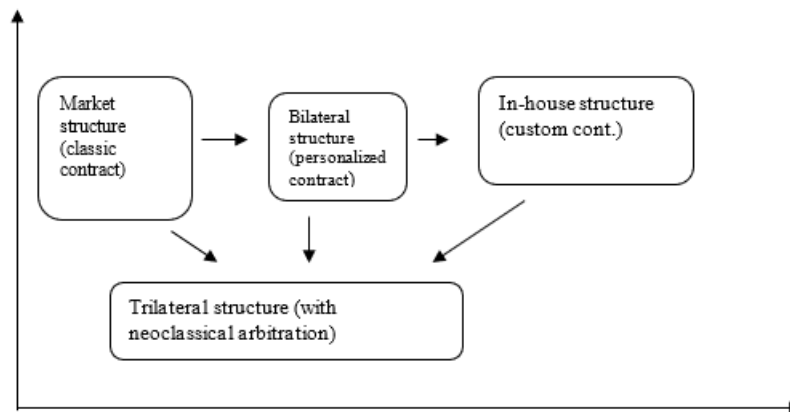 Market
structure
(classic
contract)
Bilateral
structure
(personalized
contract)
In-house structure
(custom cont.)
Trilateral structure (with
neoclassical arbitration)